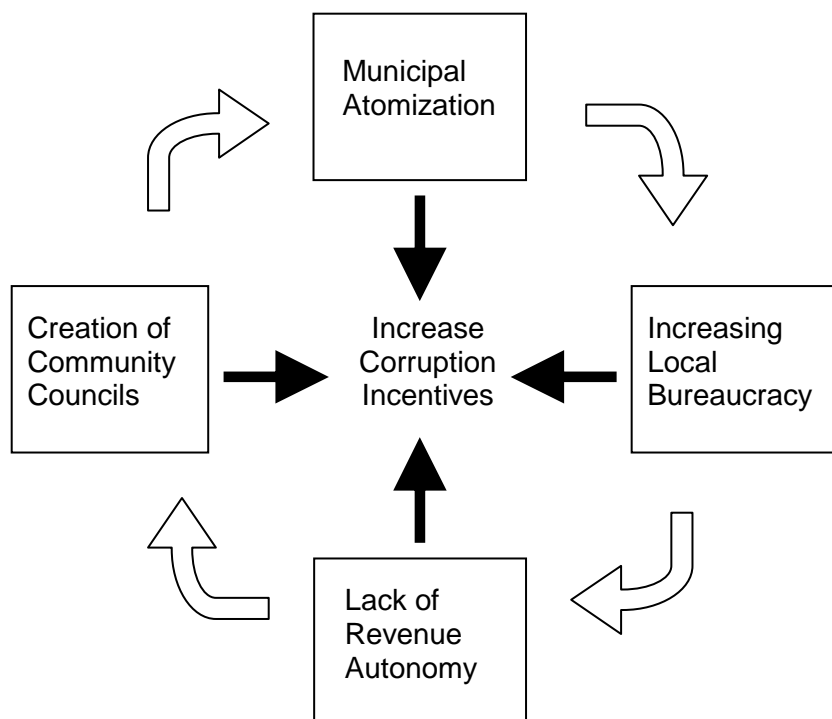 Municipal
Atomization
Creation of
Community
Councils
Increase
Corruption
Incentives
Increasing
Local
Bureaucracy
Lack of
Revenue
Autonomy